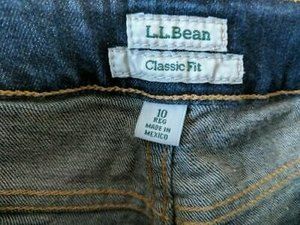 L.L.Bean
Classic Fit
10
REG
MADE IN
MEXICO